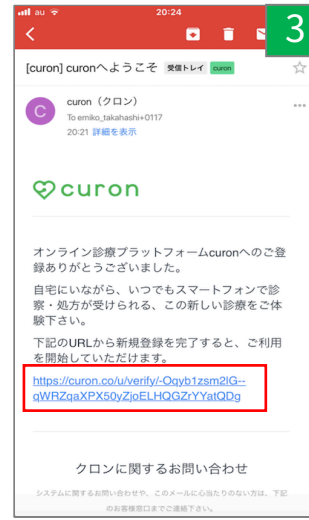 au 20:24
3
[curon] curonへようこそ 受信トレイ curon
C
curon（クロン）
To emiko_takahashi+0117
20:21 詳細を表示
curon
オンライン診療プラットフォームcuronへのご登
録ありがとうございました。
自宅にいながら、いつでもスマートフォンで診
察・処方が受けられる、この新しい診療をご体
験下さい。
下記のURLから新規登録を完了すると、ご利用
を開始していただけます。
https://curon.co/u/verify/-Oqyb1zsm2lG--
qWRZqaXPX50yZjoELHQGZrYYatQDg
クロンに関するお問い合わせ
システムに関するお問い合わせや、このメールに心当たりのない方は、下記
のお客様窓口までご連絡下さい。